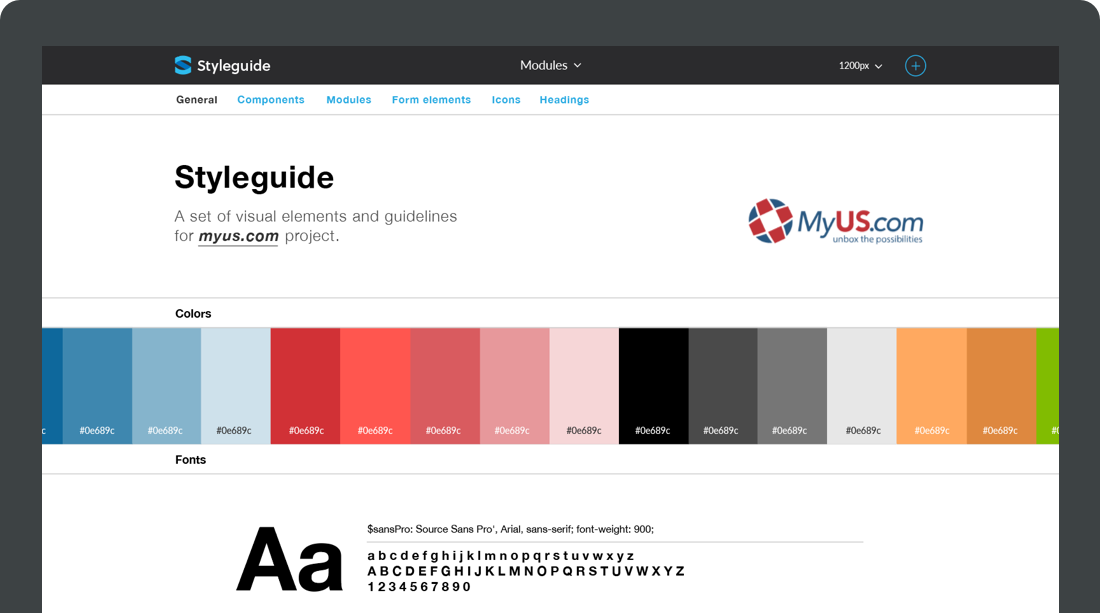 Styleguide Modules 1200px
General Components Modules Form elements Icons Headings
Styleguide
A set of visual elements and guidelines
for myus.com project.
MyUS.com
unbox the possibilities
Colors
c #0e689c #0e689c #0e689c #0e689c #0e689c #0e689c #0e689c #0e689c #0e689c #0e689c #0e689c #0e689c #0e689c #0e689c #0
Fonts
Aa
$sansPro: Source Sans Pro', Arial, sans-serif; font-weight: 900;
a b c d e f g h i j k l m n o p q r s t u v w x y z
A B C D E F G H I J K L M N O P Q R S T U V W X Y Z
1 2 3 4 5 6 7 8 9 0